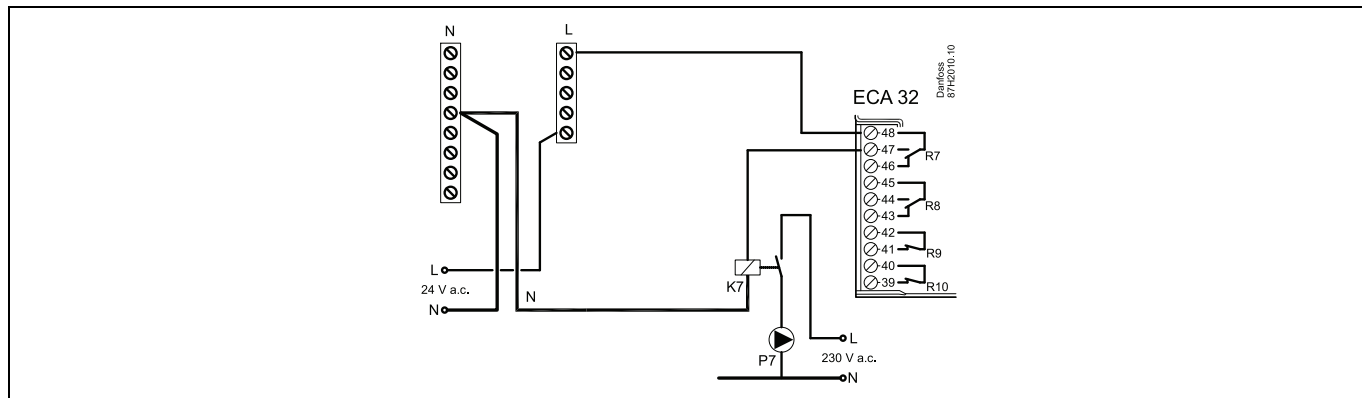 N
L
Danfoss
87H2010.10
ECA 32
48
47
R7
46
45
44
R8
43
42
41
R9
40
39
R10
L
24 V a.c.
N
N
K7
P7
L
230 V a.c.
N